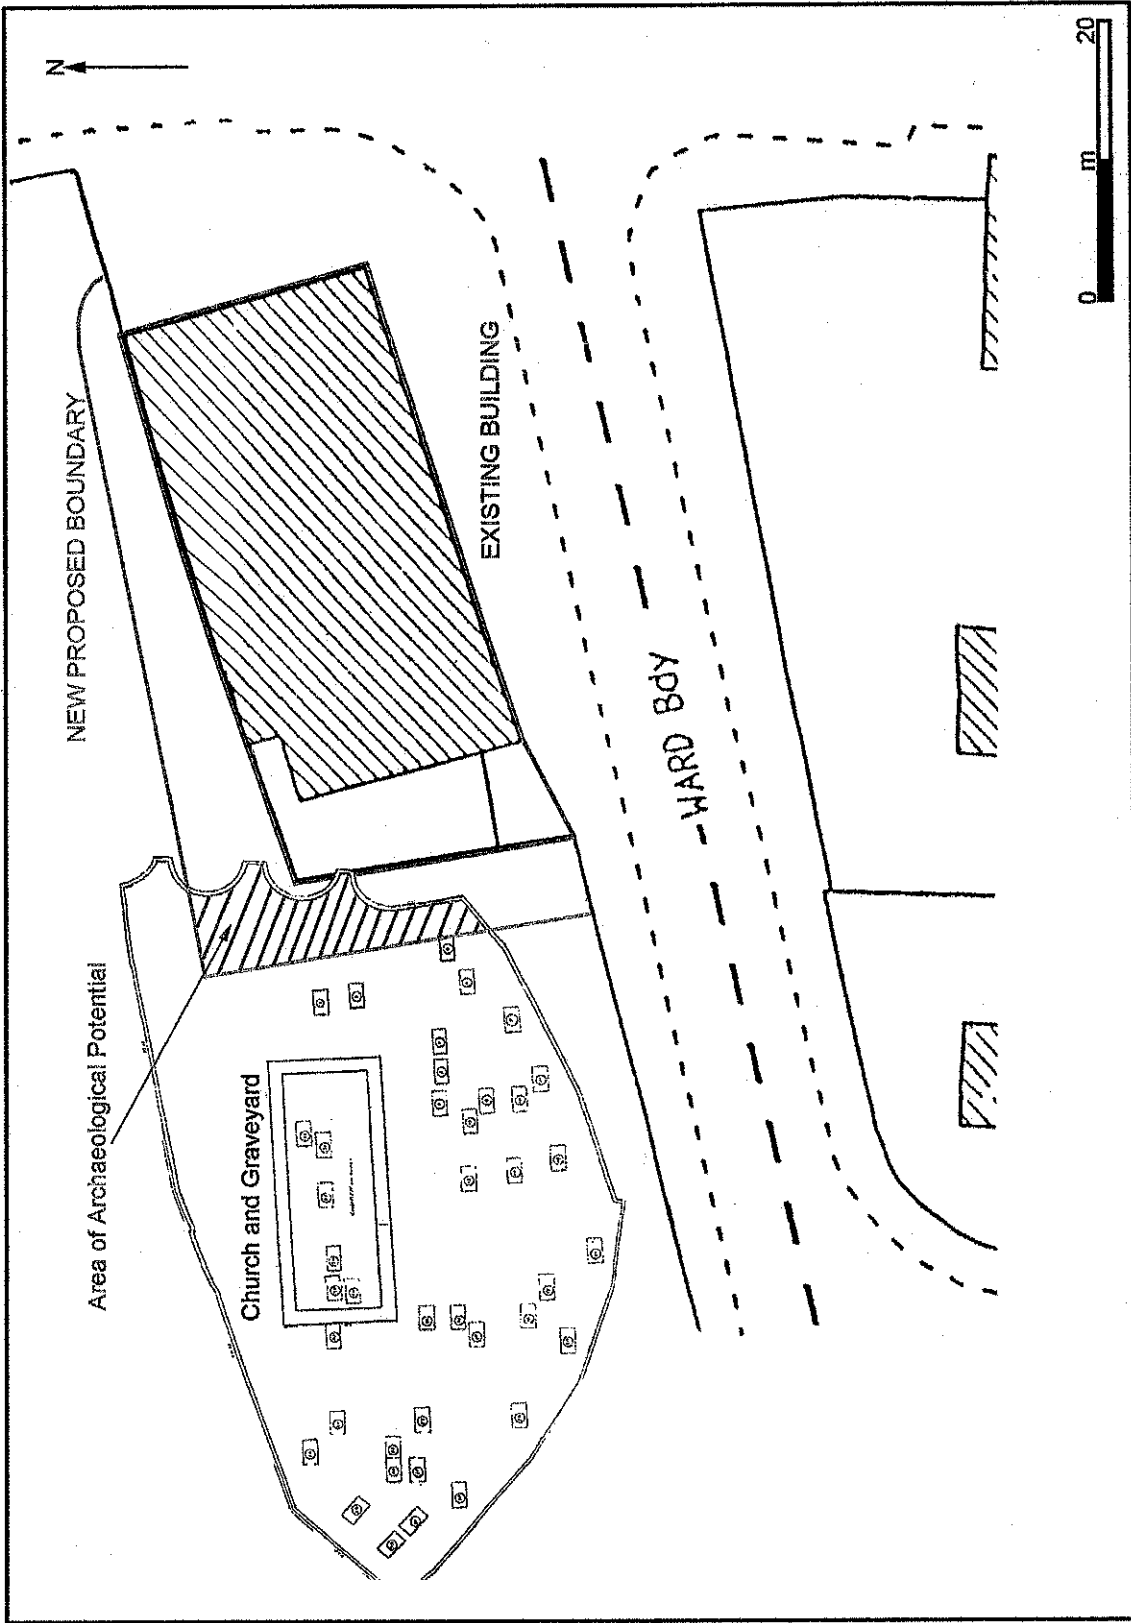 N
NEW PROPOSED BOUNDARY
Area of Archaeological Potential
Church and Graveyard
EXISTING BUILDING
WARD Bdy
0 m 20